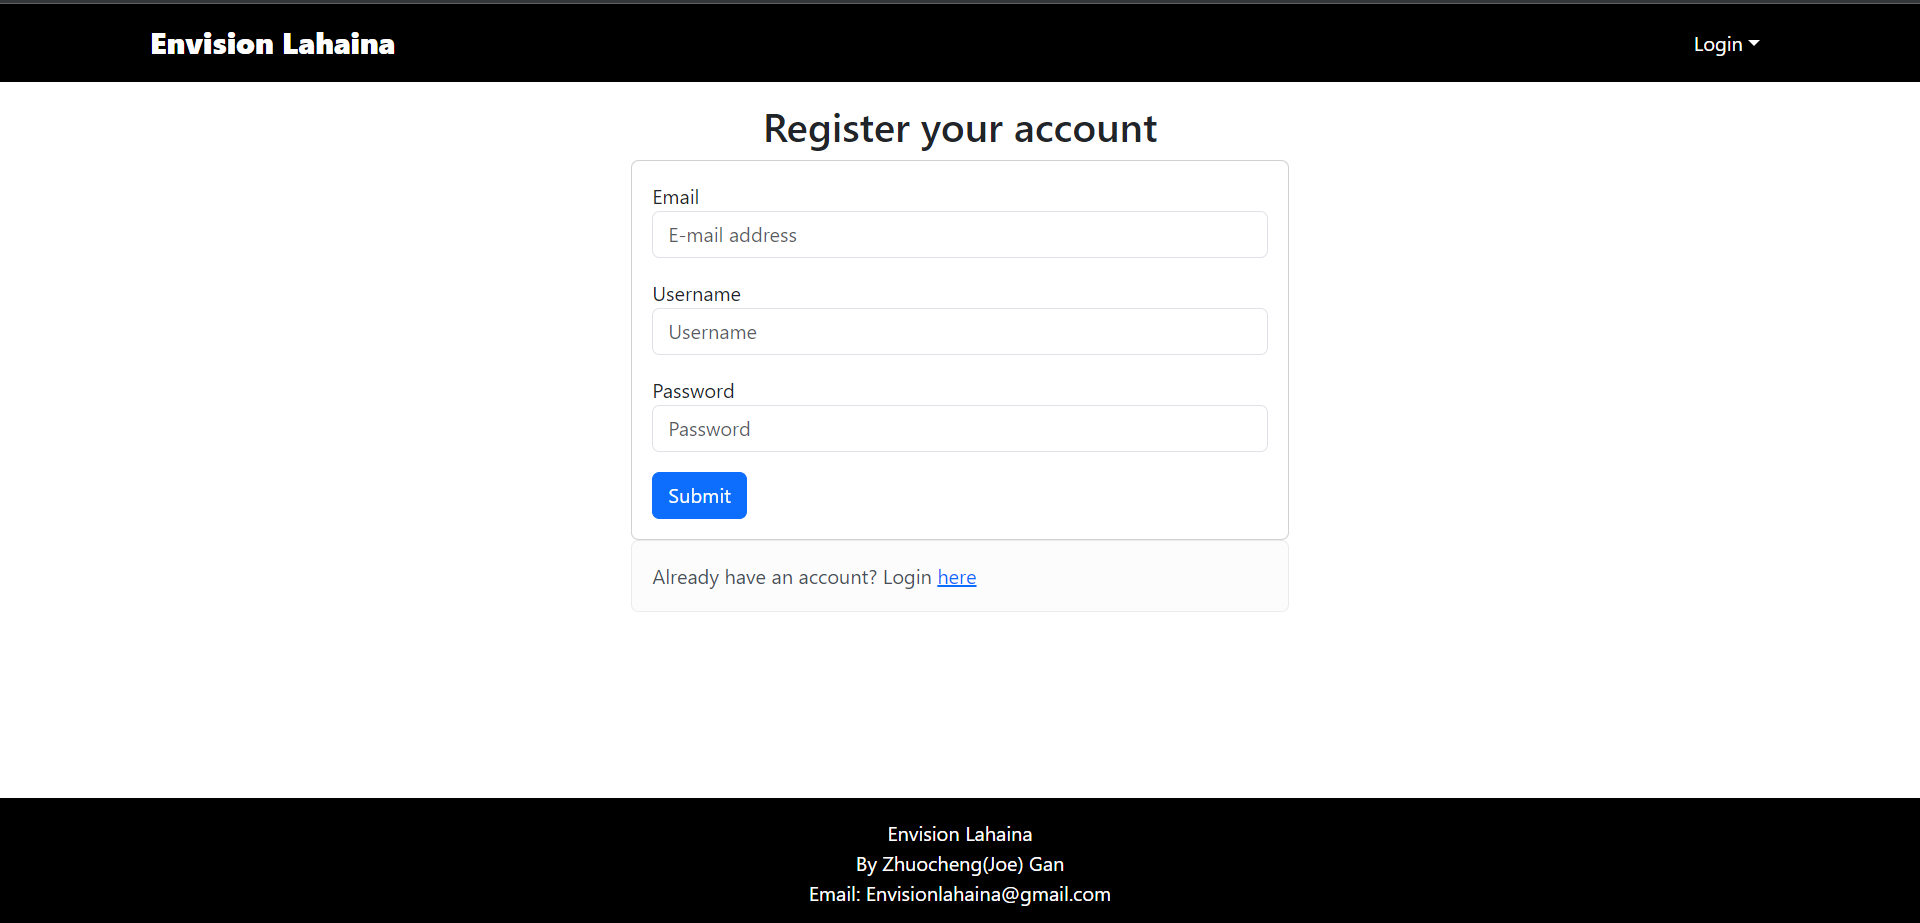 Envision Lahaina
Login
Register your account
Email
E-mail address
Username
Username
Password
Password
Submit
Already have an account? Login here
Envision Lahaina
By Zhuocheng(Joe) Gan
Email: Envisionlahaina@gmail.com